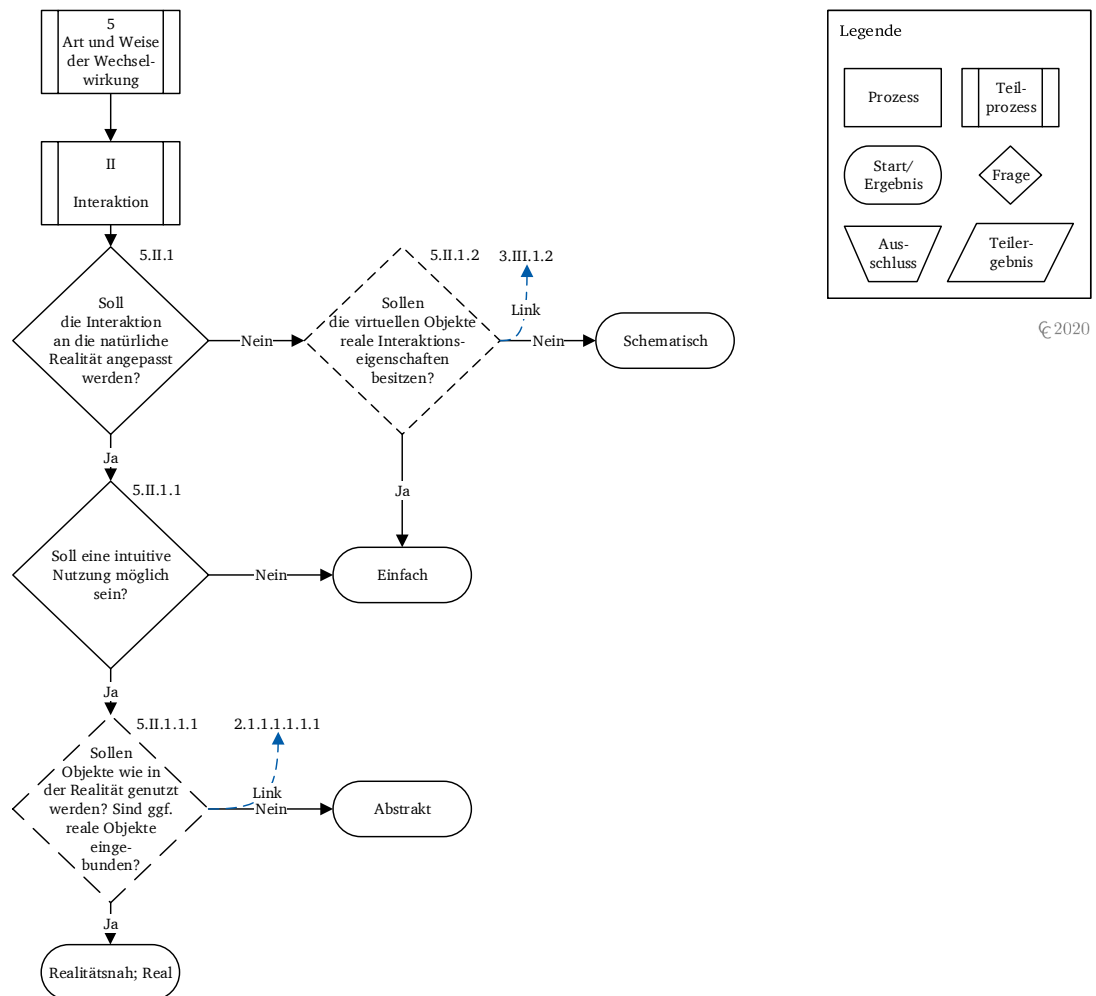 5
Art und Weise
der Wechsel-
wirkung
II
Interaktion
5.II.1
Soll
die Interaktion
an die natürliche
Realität angepasst
werden?
Nein
5.II.1.2
Sollen
die virtuellen Objekte
reale Interaktions-
eigenschaften
besitzen?
3.III.1.2
Link
Nein
Schematisch
Ja
Ja
5.II.1.1
Soll eine intuitive
Nutzung möglich
sein?
Nein
Einfach
Ja
5.II.1.1.1
Sollen
Objekte wie in
der Realität genutzt
werden? Sind ggf.
reale Objekte
einge-
bunden?
2.1.1.1.1.1.1
Link
Nein
Abstrakt
Ja
Realitätsnah; Real
Legende
Prozess
Teil-
prozess
Start/
Ergebnis
Frage
Aus-
schluss
Teiler-
gebnis
2020